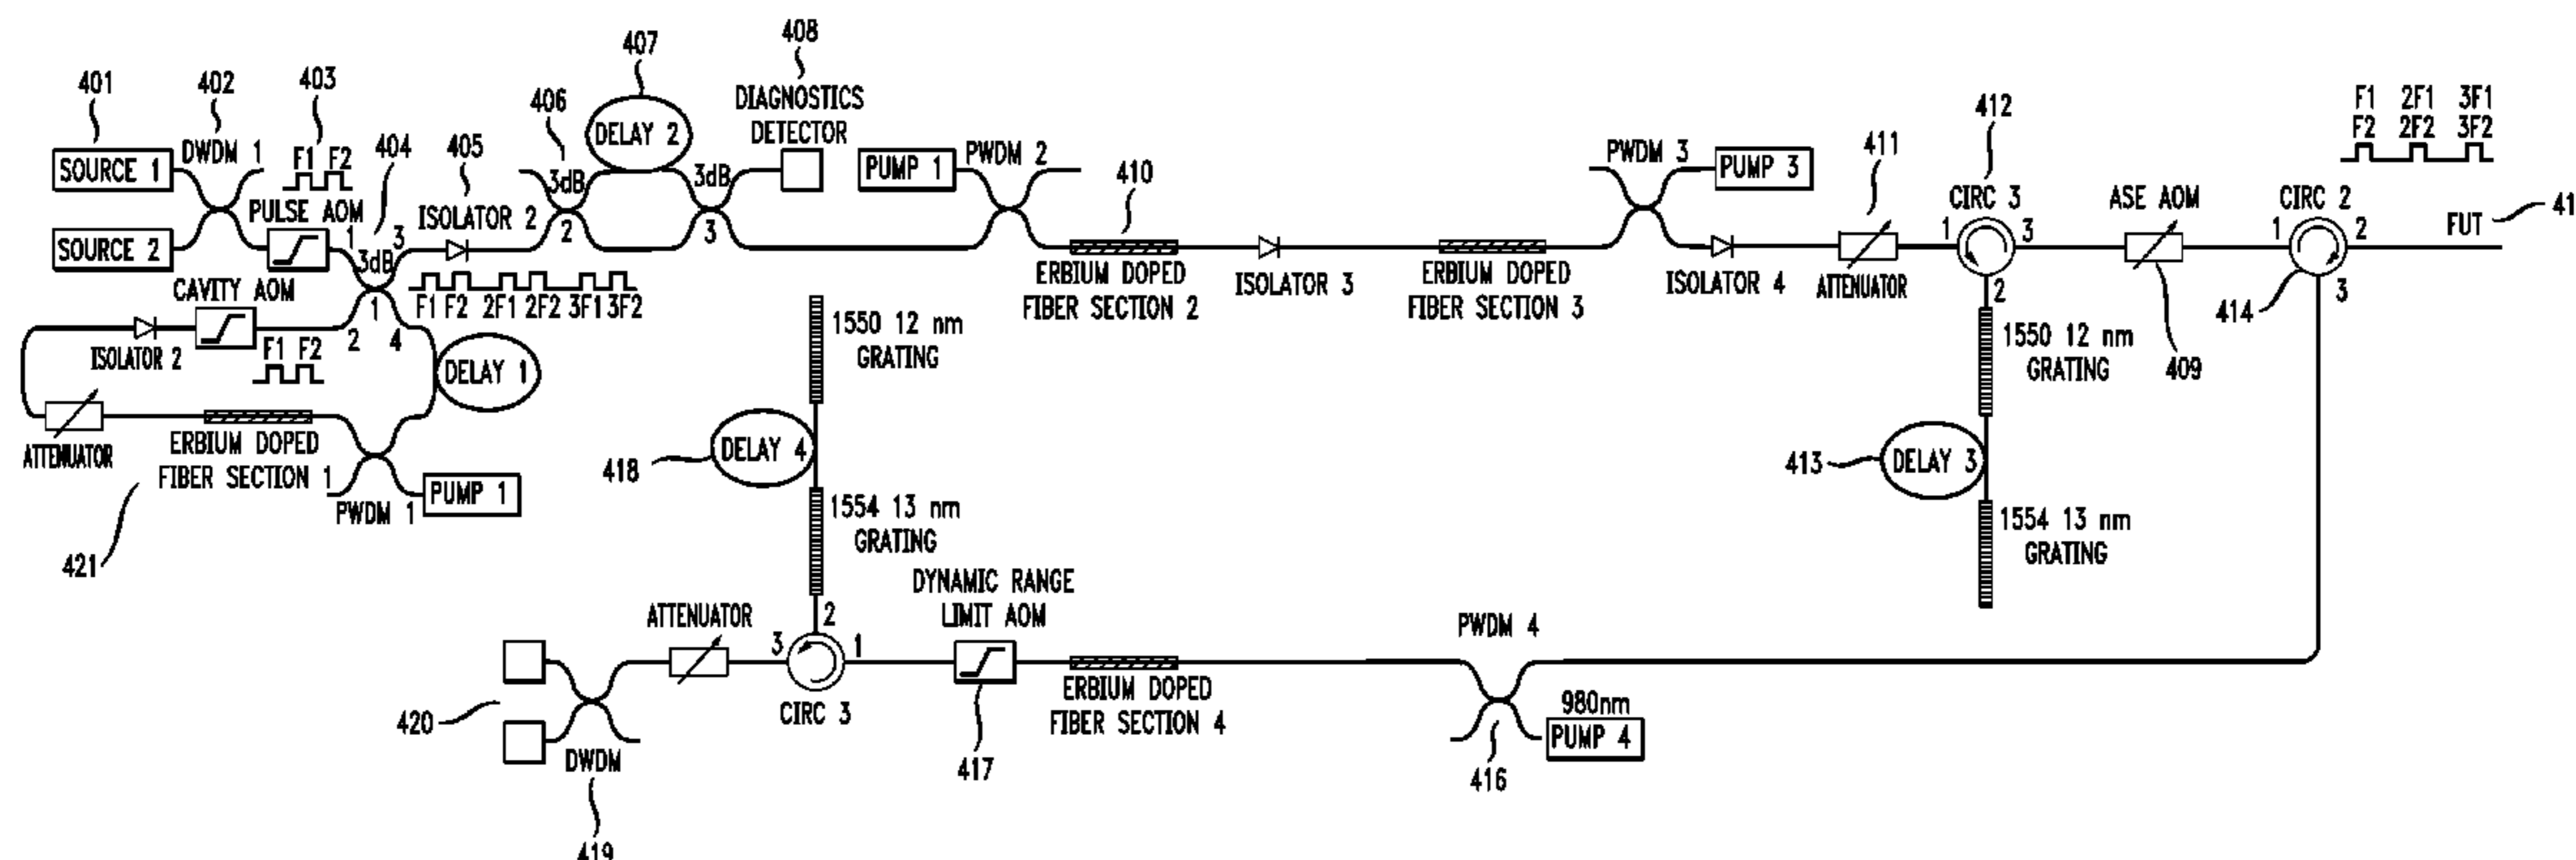 401
402
403
404
405
406
407
408
SOURCE 1
SOURCE 2
DWDM 1
F1 F2
PULSE AOM
1
3dB
3
1
2
4
CAVITY AOM
ISOLATOR 2
F1 F2
ISOLATOR 2
F1 F2 2F1 2F2 3F1 3F2
DELAY 1
ATTENUATOR
ERBIUM DOPED
FIBER SECTION 1
PWDM 1
PUMP 1
421
3dB
2
DELAY 2
3dB
3
DIAGNOSTICS
DETECTOR
PUMP 1
PWDM 2
410
ERBIUM DOPED
FIBER SECTION 2
ISOLATOR 3
ERBIUM DOPED
FIBER SECTION 3
PWDM 3
PUMP 3
ISOLATOR 4
411
ATTENUATOR
412
CIRC 3
1
3
2
ASE AOM
409
CIRC 2
1
2
3
414
F1 2F1 3F1
F2 2F2 3F2
FUT
41
1550 12 nm
GRATING
413
DELAY 3
1554 13 nm
GRATING
1550 12 nm
GRATING
418
DELAY 4
1554 13 nm
GRATING
DYNAMIC RANGE
LIMIT AOM
417
ERBIUM DOPED
FIBER SECTION 4
PWDM 4
980nm
PUMP 4
416
ATTENUATOR
3
2
1
CIRC 3
420
DWDM
419